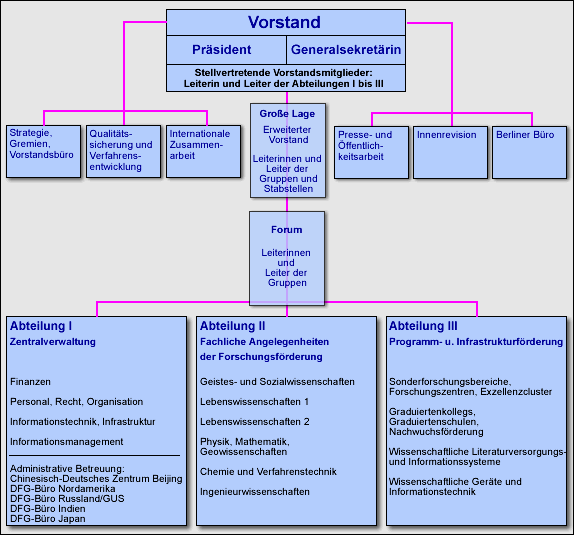 Vorstand
Präsident
Generalsekretärin
Stellvertretende Vorstandsmitglieder:
Leiterin und Leiter der Abteilungen I bis III
Strategie,
Gremien,
Vorstandsbüro
Qualitäts-
sicherung und
Verfahrens-
entwicklung
Internationale
Zusammen-
arbeit
Große Lage
Erweiterter
Vorstand
Leiterinnen und
Leiter der
Gruppen und
Stabstellen
Presse- und
Öffentlich-
keitsarbeit
Innenrevision
Berliner Büro
Forum
Leiterinnen
und
Leiter der
Gruppen
Abteilung I
Zentralverwaltung
Finanzen
Personal, Recht, Organisation
Informationstechnik, Infrastruktur
Informationsmanagement
Administrative Betreuung:
Chinesisch-Deutsches Zentrum Beijing
DFG-Büro Nordamerika
DFG-Büro Russland/GUS
DFG-Büro Indien
DFG-Büro Japan
Abteilung II
Fachliche Angelegenheiten
der Forschungsförderung
Geistes- und Sozialwissenschaften
Lebenswissenschaften 1
Lebenswissenschaften 2
Physik, Mathematik,
Geowissenschaften
Chemie und Verfahrenstechnik
Ingenieurwissenschaften
Abteilung III
Programm- u. Infrastrukturförderung
Sonderforschungsbereiche,
Forschungszentren, Exzellenzcluster
Graduiertenkollegs,
Graduiertenschulen,
Nachwuchsförderung
Wissenschaftliche Literaturversorgungs-
und Informationssysteme
Wissenschaftliche Geräte und
Informationstechnik